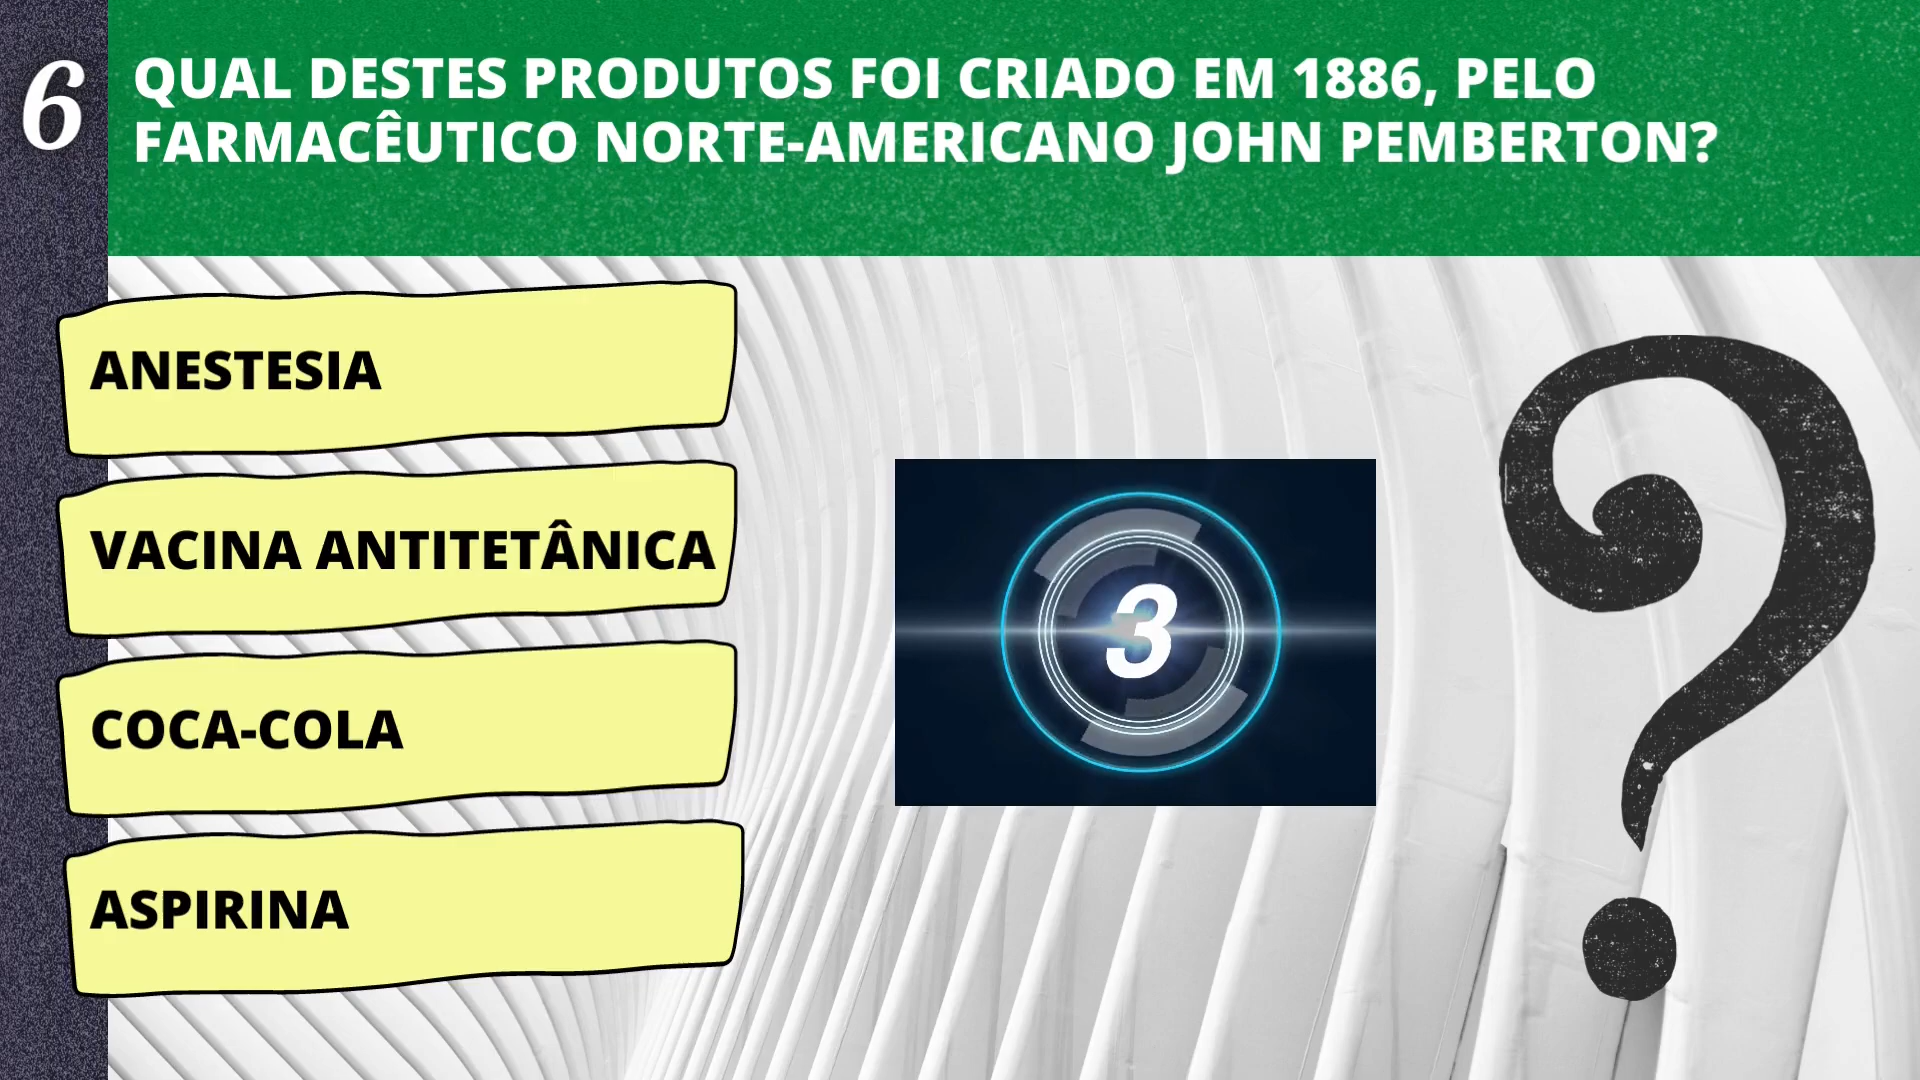 6
QUAL DESTES PRODUTOS FOI CRIADO EM 1886, PELO
FARMACÊUTICO NORTE-AMERICANO JOHN PEMBERTON?
ANESTESIA
VACINA ANTITETÂNICA
COCA-COLA
ASPIRINA
3
?